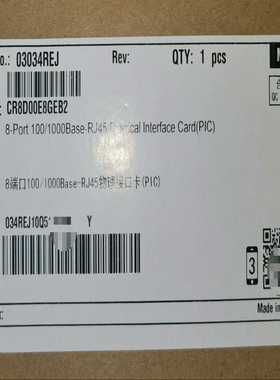 o.: 03034REJ Rev: QTY: 1 pcs
CR8D00E8GEB2
8-Port 100/1000Base-RJ45 Interface Card(PIC)
8端口100/1000Base-RJ45物理接口卡(PIC)
034REJ10Q5 Y
3
Made in